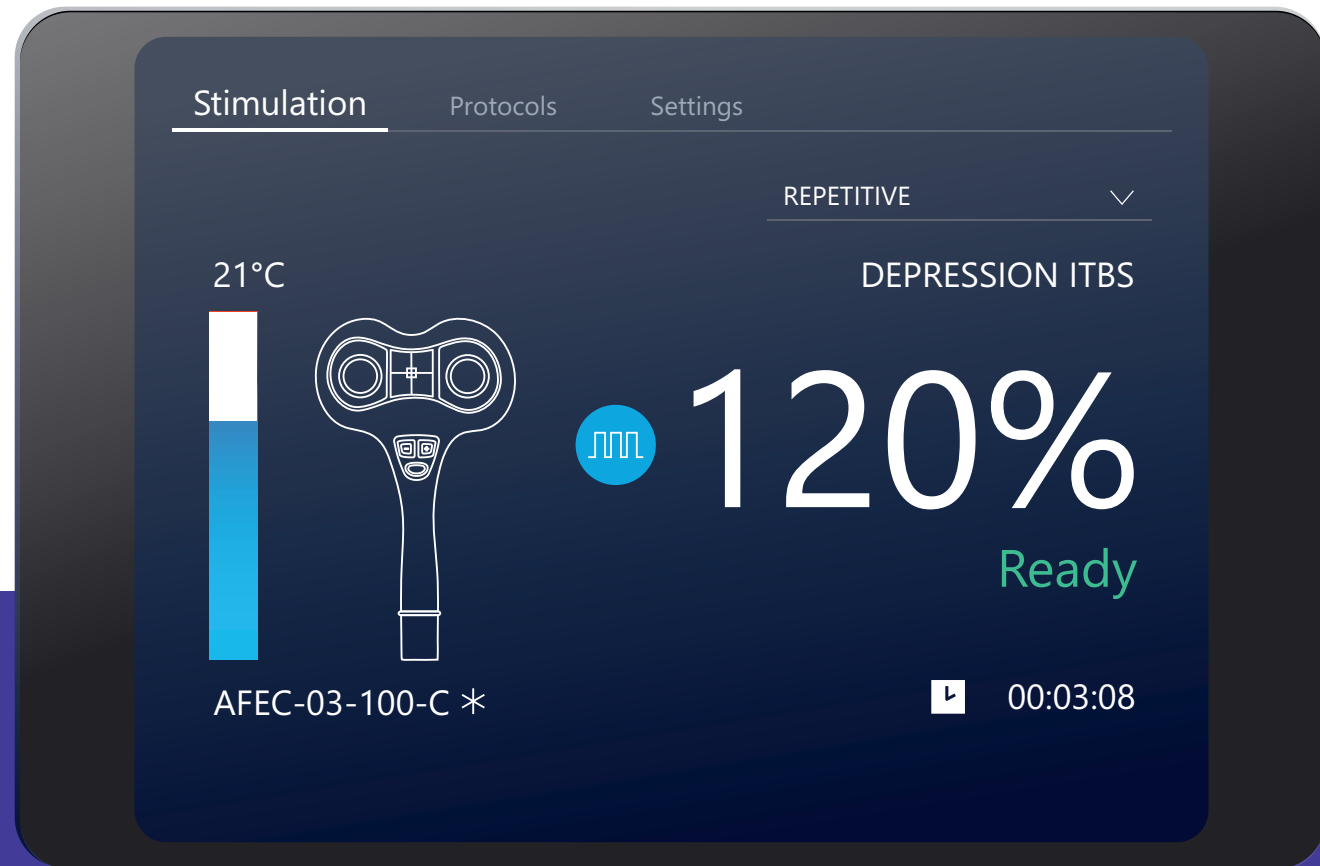 Stimulation Protocols Settings
REPETITIVE
21°C
DEPRESSION ITBS
120%
Ready
AFEC-03-100-C
00:03:08